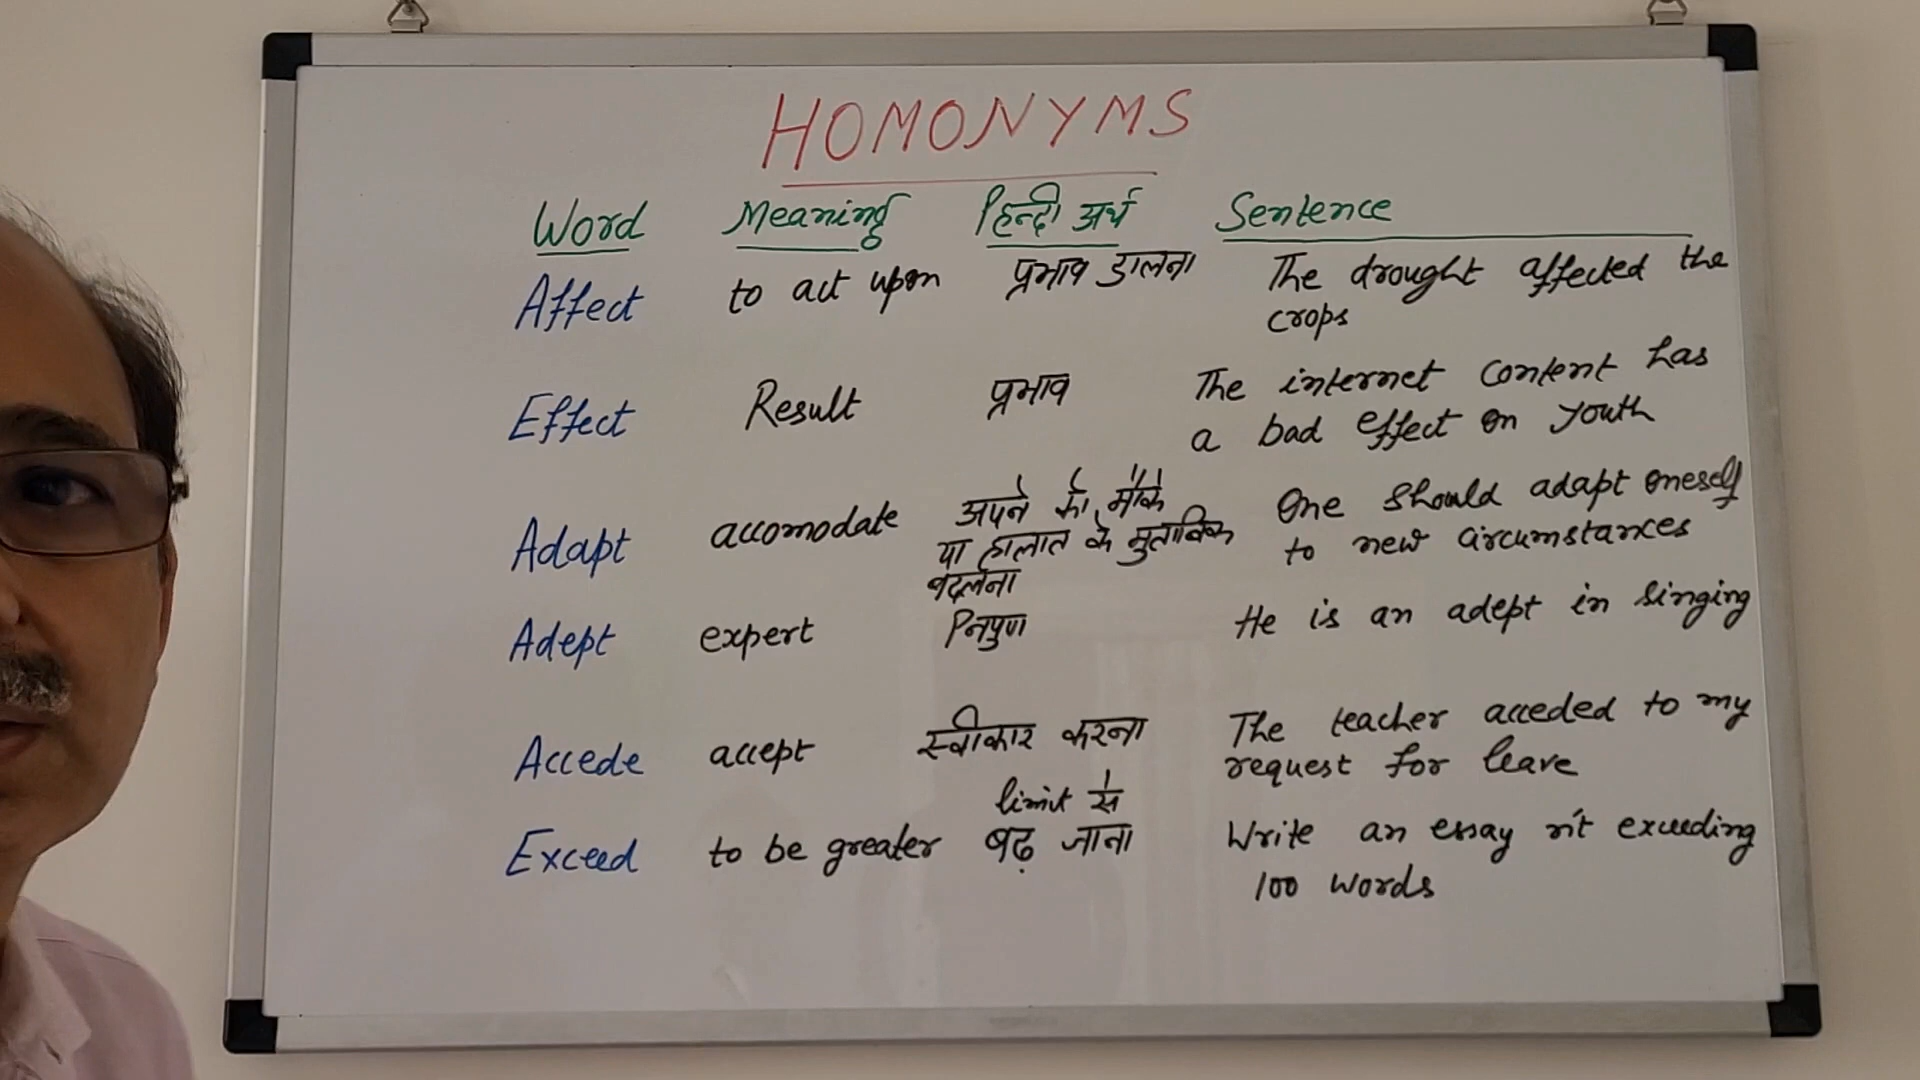 HOMONYMS
Word Meaning हिन्दी अर्थ Sentence
Affect to act upon प्रभाव डालना The drought affected the
crops
Effect Result प्रभाव The internet content has
a bad effect on youth
Adapt accomodate अपने को मौके One should adapt oneself
या हालात के मुताबिक to new circumstances
बदलना
Adept expert निपुण He is an adept in singing
Accede accept स्वीकार करना The teacher acceded to my
request for leave
limit से
Exceed to be greater बढ़ जाना Write an essay not exceeding
100 words